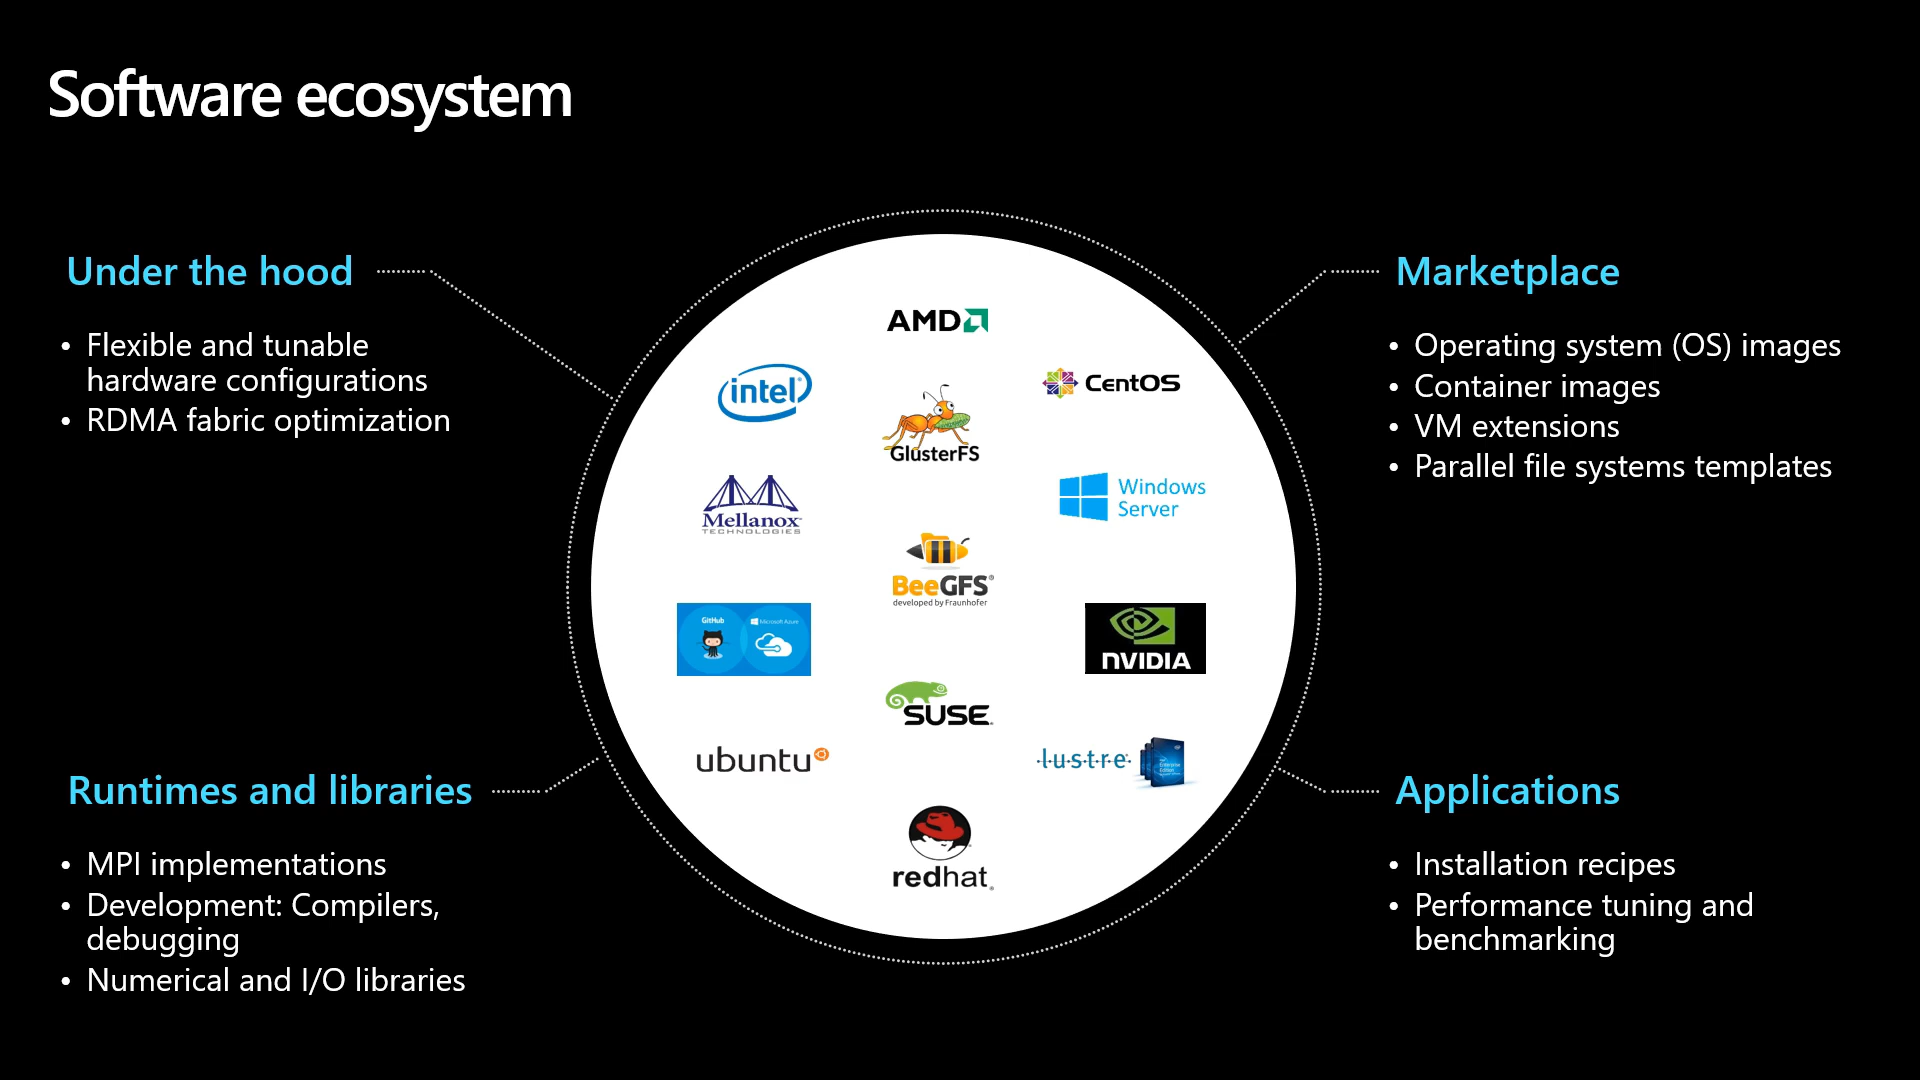 Software ecosystem
Under the hood
• Flexible and tunable
hardware configurations
• RDMA fabric optimization
Runtimes and libraries
• MPI implementations
• Development: Compilers,
debugging
• Numerical and I/O libraries
AMD
intel
CentOS
GlusterFS
Mellanox
TECHNOLOGIES
Windows
Server
BeeGFS®
developed by Fraunhofer
GitHub
Microsoft Azure
NVIDIA
SUSE
ubuntu
lustre
Enterprise
Edition
redhat
Marketplace
• Operating system (OS) images
• Container images
• VM extensions
• Parallel file systems templates
Applications
• Installation recipes
• Performance tuning and
benchmarking